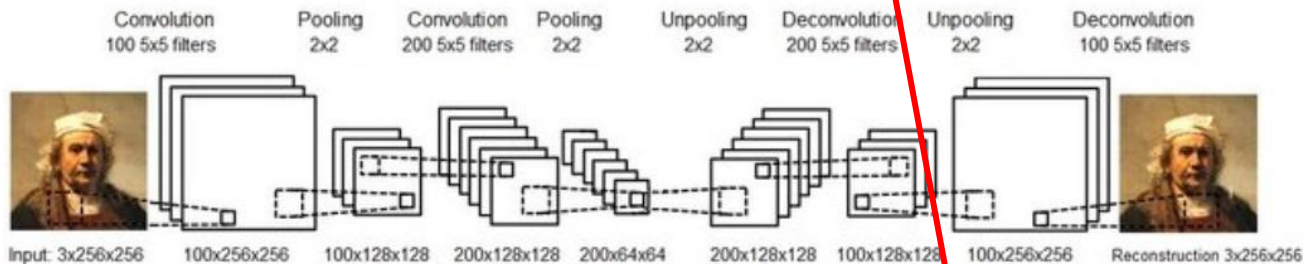 Convolution Pooling Convolution Pooling Unpooling Deconvolution Unpooling Deconvolution
100 5x5 filters 2x2 200 5x5 filters 2x2 2x2 200 5x5 filters 2x2 100 5x5 filters
Input: 3x256x256 100x256x256 100x128x128 200x128x128 200x64x64 200x128x128 100x128x128 100x256x256 Reconstruction 3x256x256